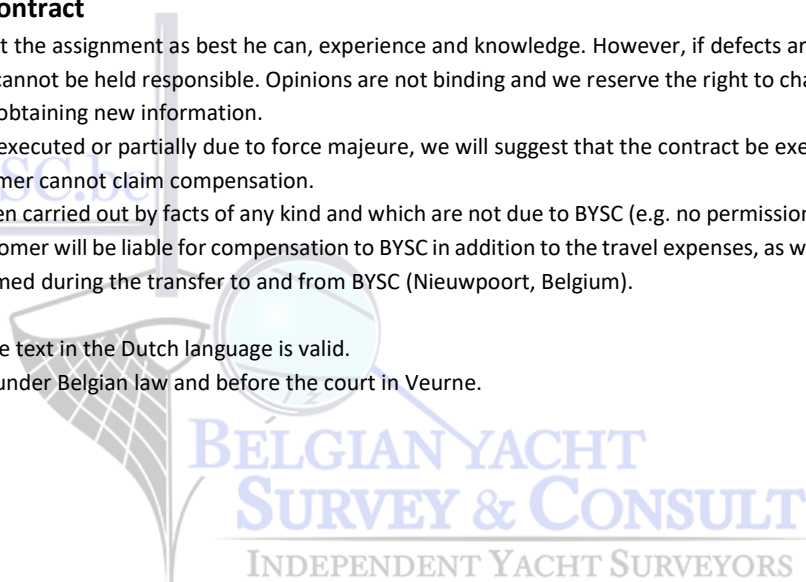 ontract
t the assignment as best he can, experience and knowledge. However, if defects ar
cannot be held responsible. Opinions are not binding and we reserve the right to cha
obtaining new information.
executed or partially due to force majeure, we will suggest that the contract be exe
mer cannot claim compensation.
en carried out by facts of any kind and which are not due to BYSC (e.g. no permission
tomer will be liable for compensation to BYSC in addition to the travel expenses, as w
med during the transfer to and from BYSC (Nieuwpoort, Belgium).
e text in the Dutch language is valid.
under Belgian law and before the court in Veurne.
SC.be
BELGIAN YACHT
SURVEY & CONSULT
INDEPENDENT YACHT SURVEYORS